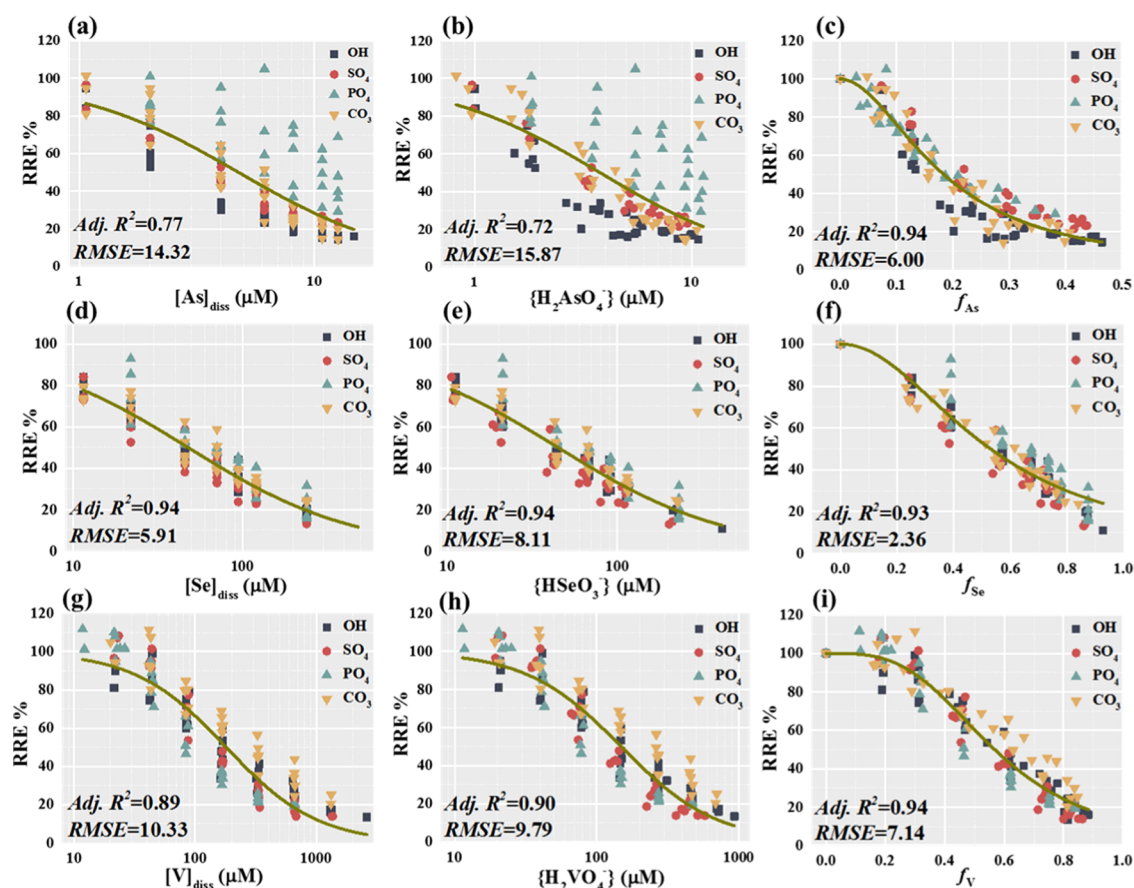 (a)
OH
SO₄
PO₄
CO₃
RRE %
120
100
80
60
40
20
0
Adj. R²=0.77
RMSE=14.32
1
10
[As]diss (μM)
(b)
OH
SO₄
PO₄
CO₃
RRE %
120
100
80
60
40
20
0
Adj. R²=0.72
RMSE=15.87
1
10
{H₂AsO₄⁻} (μM)
(c)
OH
SO₄
PO₄
CO₃
RRE %
120
100
80
60
40
20
0
Adj. R²=0.94
RMSE=6.00
0.0
0.1
0.2
0.3
0.4
0.5
fAs
(d)
OH
SO₄
PO₄
CO₃
RRE %
100
80
60
40
20
0
Adj. R²=0.94
RMSE=5.91
10
100
[Se]diss (μM)
(e)
OH
SO₄
PO₄
CO₃
RRE %
100
80
60
40
20
0
Adj. R²=0.94
RMSE=8.11
10
100
{HSeO₃⁻} (μM)
(f)
OH
SO₄
PO₄
CO₃
RRE %
100
80
60
40
20
0
Adj. R²=0.93
RMSE=2.36
0.0
0.2
0.4
0.6
0.8
1.0
fSe
(g)
OH
SO₄
PO₄
CO₃
RRE %
120
100
80
60
40
20
0
Adj. R²=0.89
RMSE=10.33
10
100
1000
[V]diss (μM)
(h)
OH
SO₄
PO₄
CO₃
RRE %
120
100
80
60
40
20
0
Adj. R²=0.90
RMSE=9.79
10
100
1000
{H₂VO₄⁻} (μM)
(i)
OH
SO₄
PO₄
CO₃
RRE %
120
100
80
60
40
20
0
Adj. R²=0.94
RMSE=7.14
0.0
0.2
0.4
0.6
0.8
1.0
fV